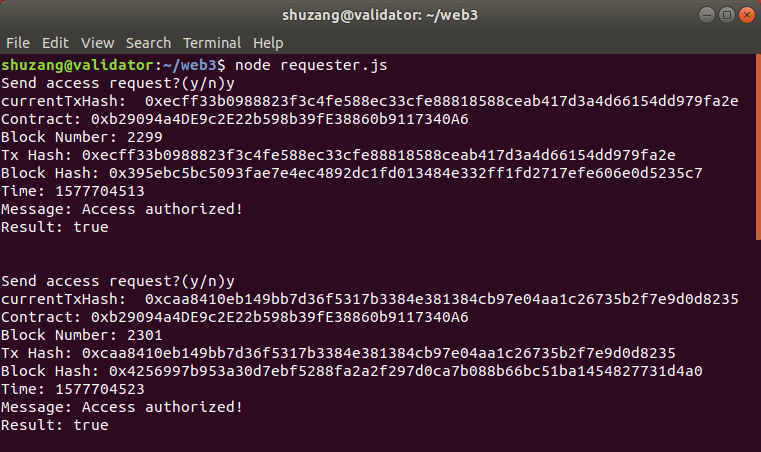 shuzang@validator: ~/web3
File Edit View Search Terminal Help
shuzang@validator:~/web3$ node requester.js
Send access request?(y/n)y
currentTxHash:  0xecff33b0988823f3c4fe588ec33cfe88818588ceab417d3a4d66154dd979fa2e
Contract: 0xb29094a4DE9c2E22b598b39fE38860b9117340A6
Block Number: 2299
Tx Hash: 0xecff33b0988823f3c4fe588ec33cfe88818588ceab417d3a4d66154dd979fa2e
Block Hash: 0x395ebc5bc5093fae7e4ec4892dc1fd013484e332ff1fd2717efe606e0d5235c7
Time: 1577704513
Message: Access authorized!
Result: true
Send access request?(y/n)y
currentTxHash:  0xcaa8410eb149bb7d36f5317b3384e381384cb97e04aa1c26735b2f7e9d0d8235
Contract: 0xb29094a4DE9c2E22b598b39fE38860b9117340A6
Block Number: 2301
Tx Hash: 0xcaa8410eb149bb7d36f5317b3384e381384cb97e04aa1c26735b2f7e9d0d8235
Block Hash: 0x4256997b953a30d7ebf5288fa2a2f297d0ca7b088b66bc51ba1454827731d4a0
Time: 1577704523
Message: Access authorized!
Result: true